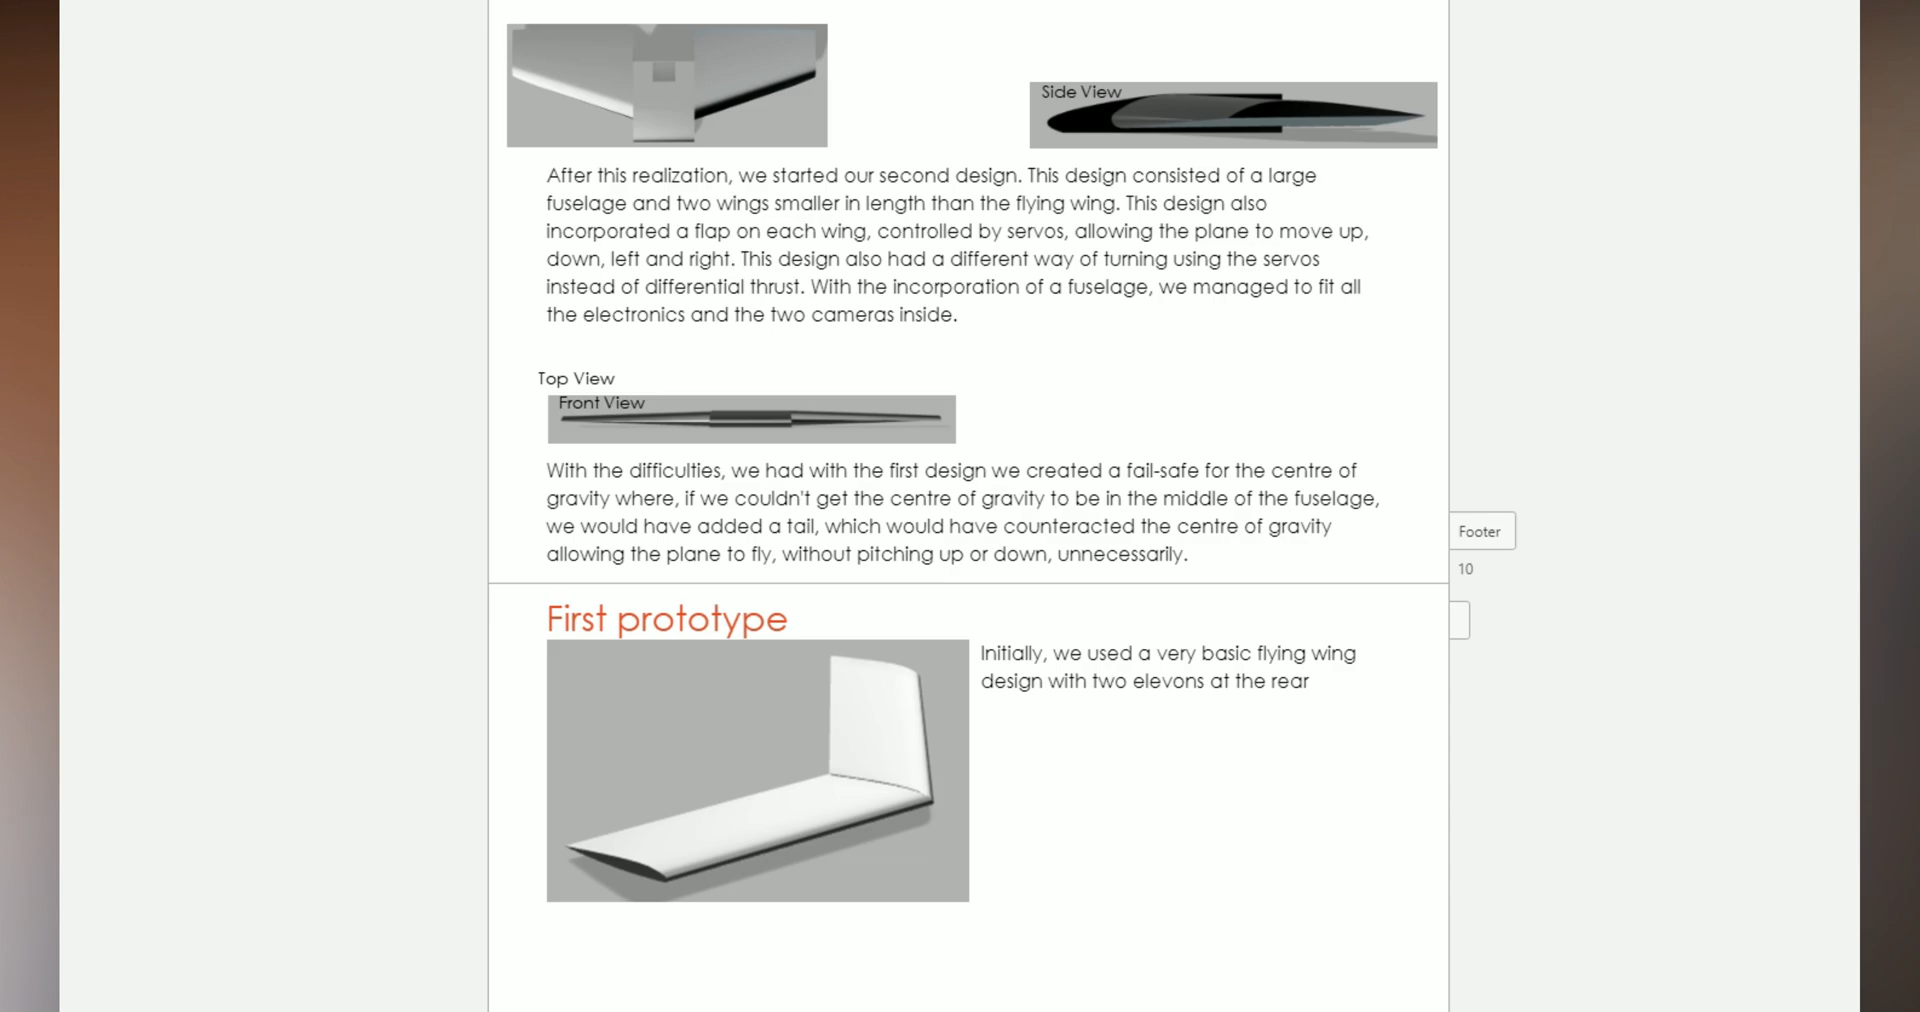 Side View
After this realization, we started our second design. This design consisted of a large
fuselage and two wings smaller in length than the flying wing. This design also
incorporated a flap on each wing, controlled by servos, allowing the plane to move up,
down, left and right. This design also had a different way of turning using the servos
instead of differential thrust. With the incorporation of a fuselage, we managed to fit all
the electronics and the two cameras inside.
Top View
Front View
With the difficulties, we had with the first design we created a fail-safe for the centre of
gravity where, if we couldn't get the centre of gravity to be in the middle of the fuselage,
we would have added a tail, which would have counteracted the centre of gravity
allowing the plane to fly, without pitching up or down, unnecessarily.
Footer
10
First prototype
Initially, we used a very basic flying wing
design with two elevons at the rear